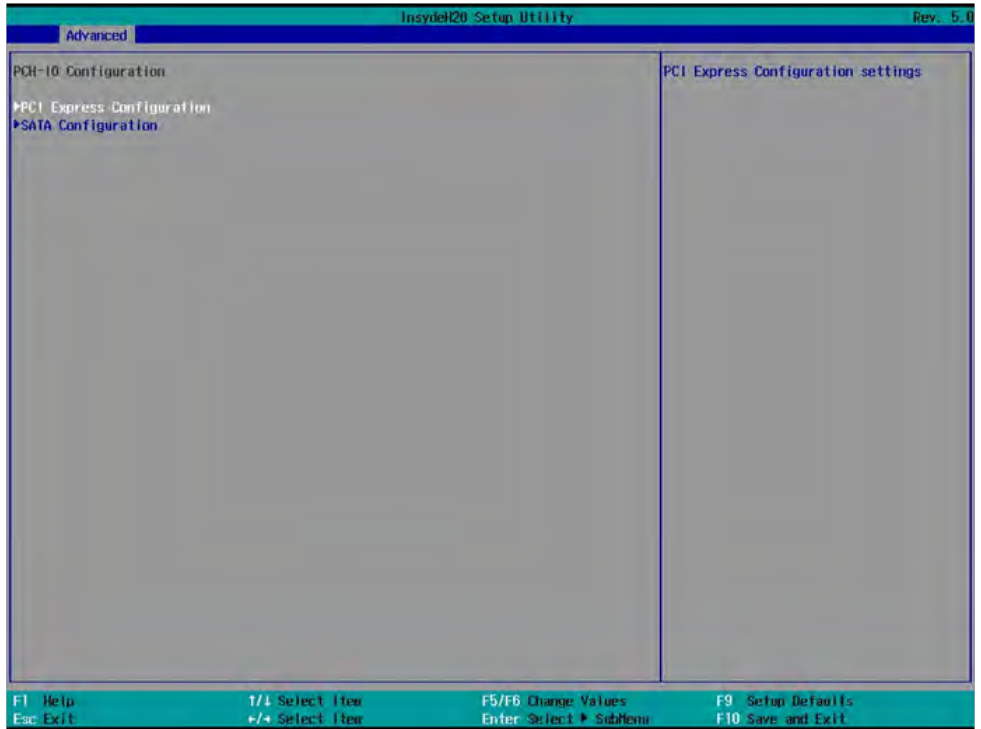 InsydeH20 Setup Utility Rev. 5.0
Advanced
PCH-IO Configuration
PCI Express Configuration settings
▶PCI Express Configuration
▶SATA Configuration
F1 Help ↑/↓ Select Item F5/F6 Change Values F9 Setup Defaults
Esc Exit ←/→ Select Item Enter Select ▶ SubMenu F10 Save and Exit